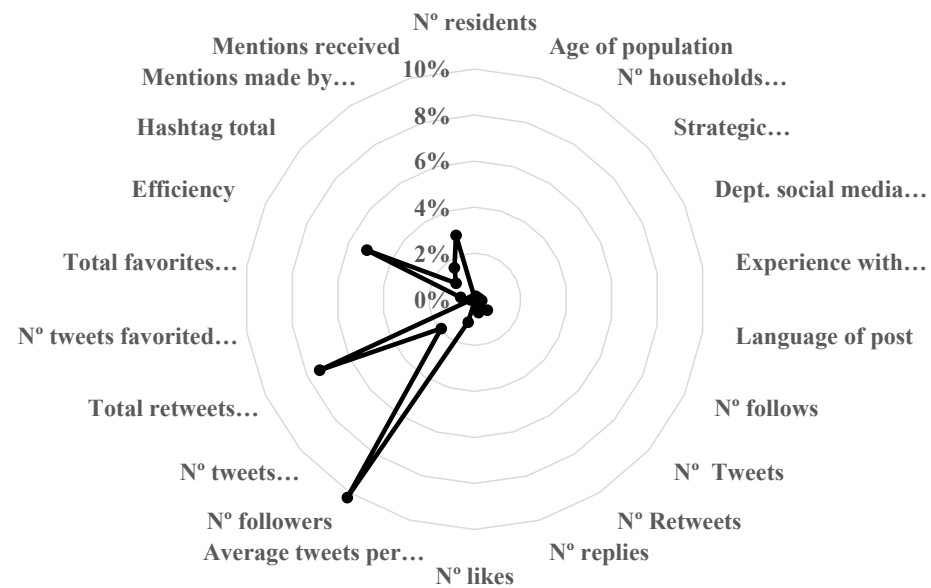 Nº residents
Mentions received
Age of population
10%
Mentions made by…
Nº households…
8%
Hashtag total
Strategic…
6%
Efficiency
Dept. social media…
4%
2%
Total favorites…
Experience with…
0%
Nº tweets favorited…
Language of post
Total retweets…
Nº follows
Nº tweets…
Nº  Tweets
Nº followers
Nº Retweets
Average tweets per…
Nº replies
Nº likes